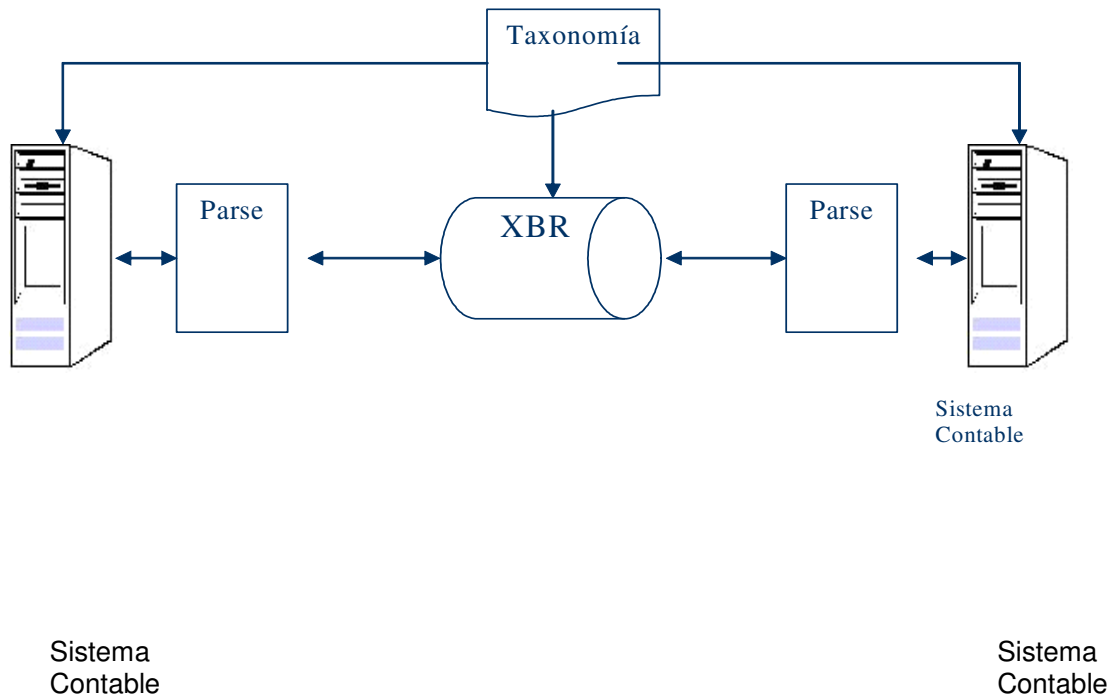 Taxonomía
Parse
XBR
Parse
Sistema
Contable
Sistema
Contable
Sistema
Contable